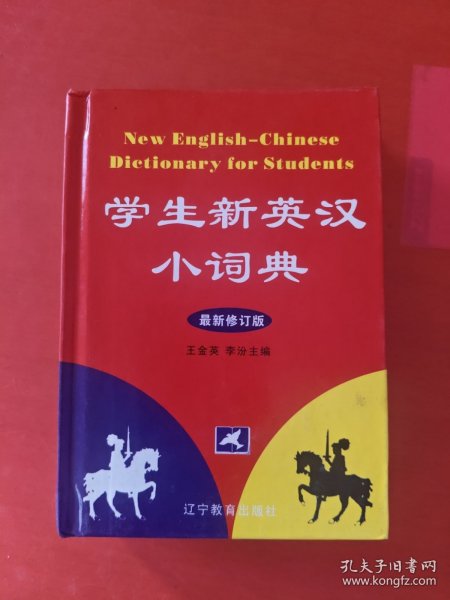 New English-Chinese
Dictionary for Students
学生新英汉
小词典
最新修订版
王金英 李汾主编
辽宁教育出版社
孔夫子旧书网
www.kongfz.com